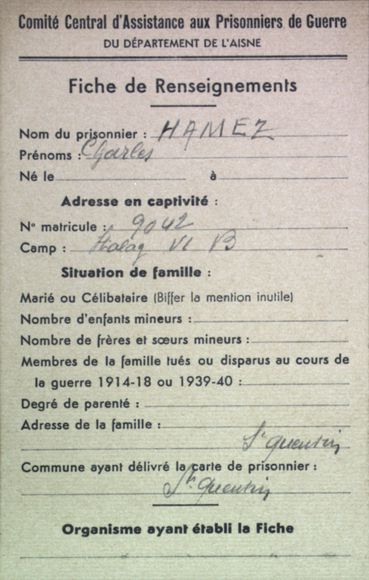 Comité Central d'Assistance aux Prisonniers de Guerre
DU DÉPARTEMENT DE L'AISNE
Fiche de Renseignements
Nom du prisonnier : HAMEZ
Prénoms : Charles
Né le à
Adresse en captivité :
N° matricule : 9042
Camp : Stalag VI B
Situation de famille :
Marié ou Célibataire (Biffer la mention inutile)
Nombre d'enfants mineurs :
Nombre de frères et sœurs mineurs :
Membres de la famille tués ou disparus au cours de
la guerre 1914-18 ou 1939-40 :
Degré de parenté :
Adresse de la famille :
St quentin
Commune ayant délivré la carte de prisonnier :
St. quentin
Organisme ayant établi la Fiche